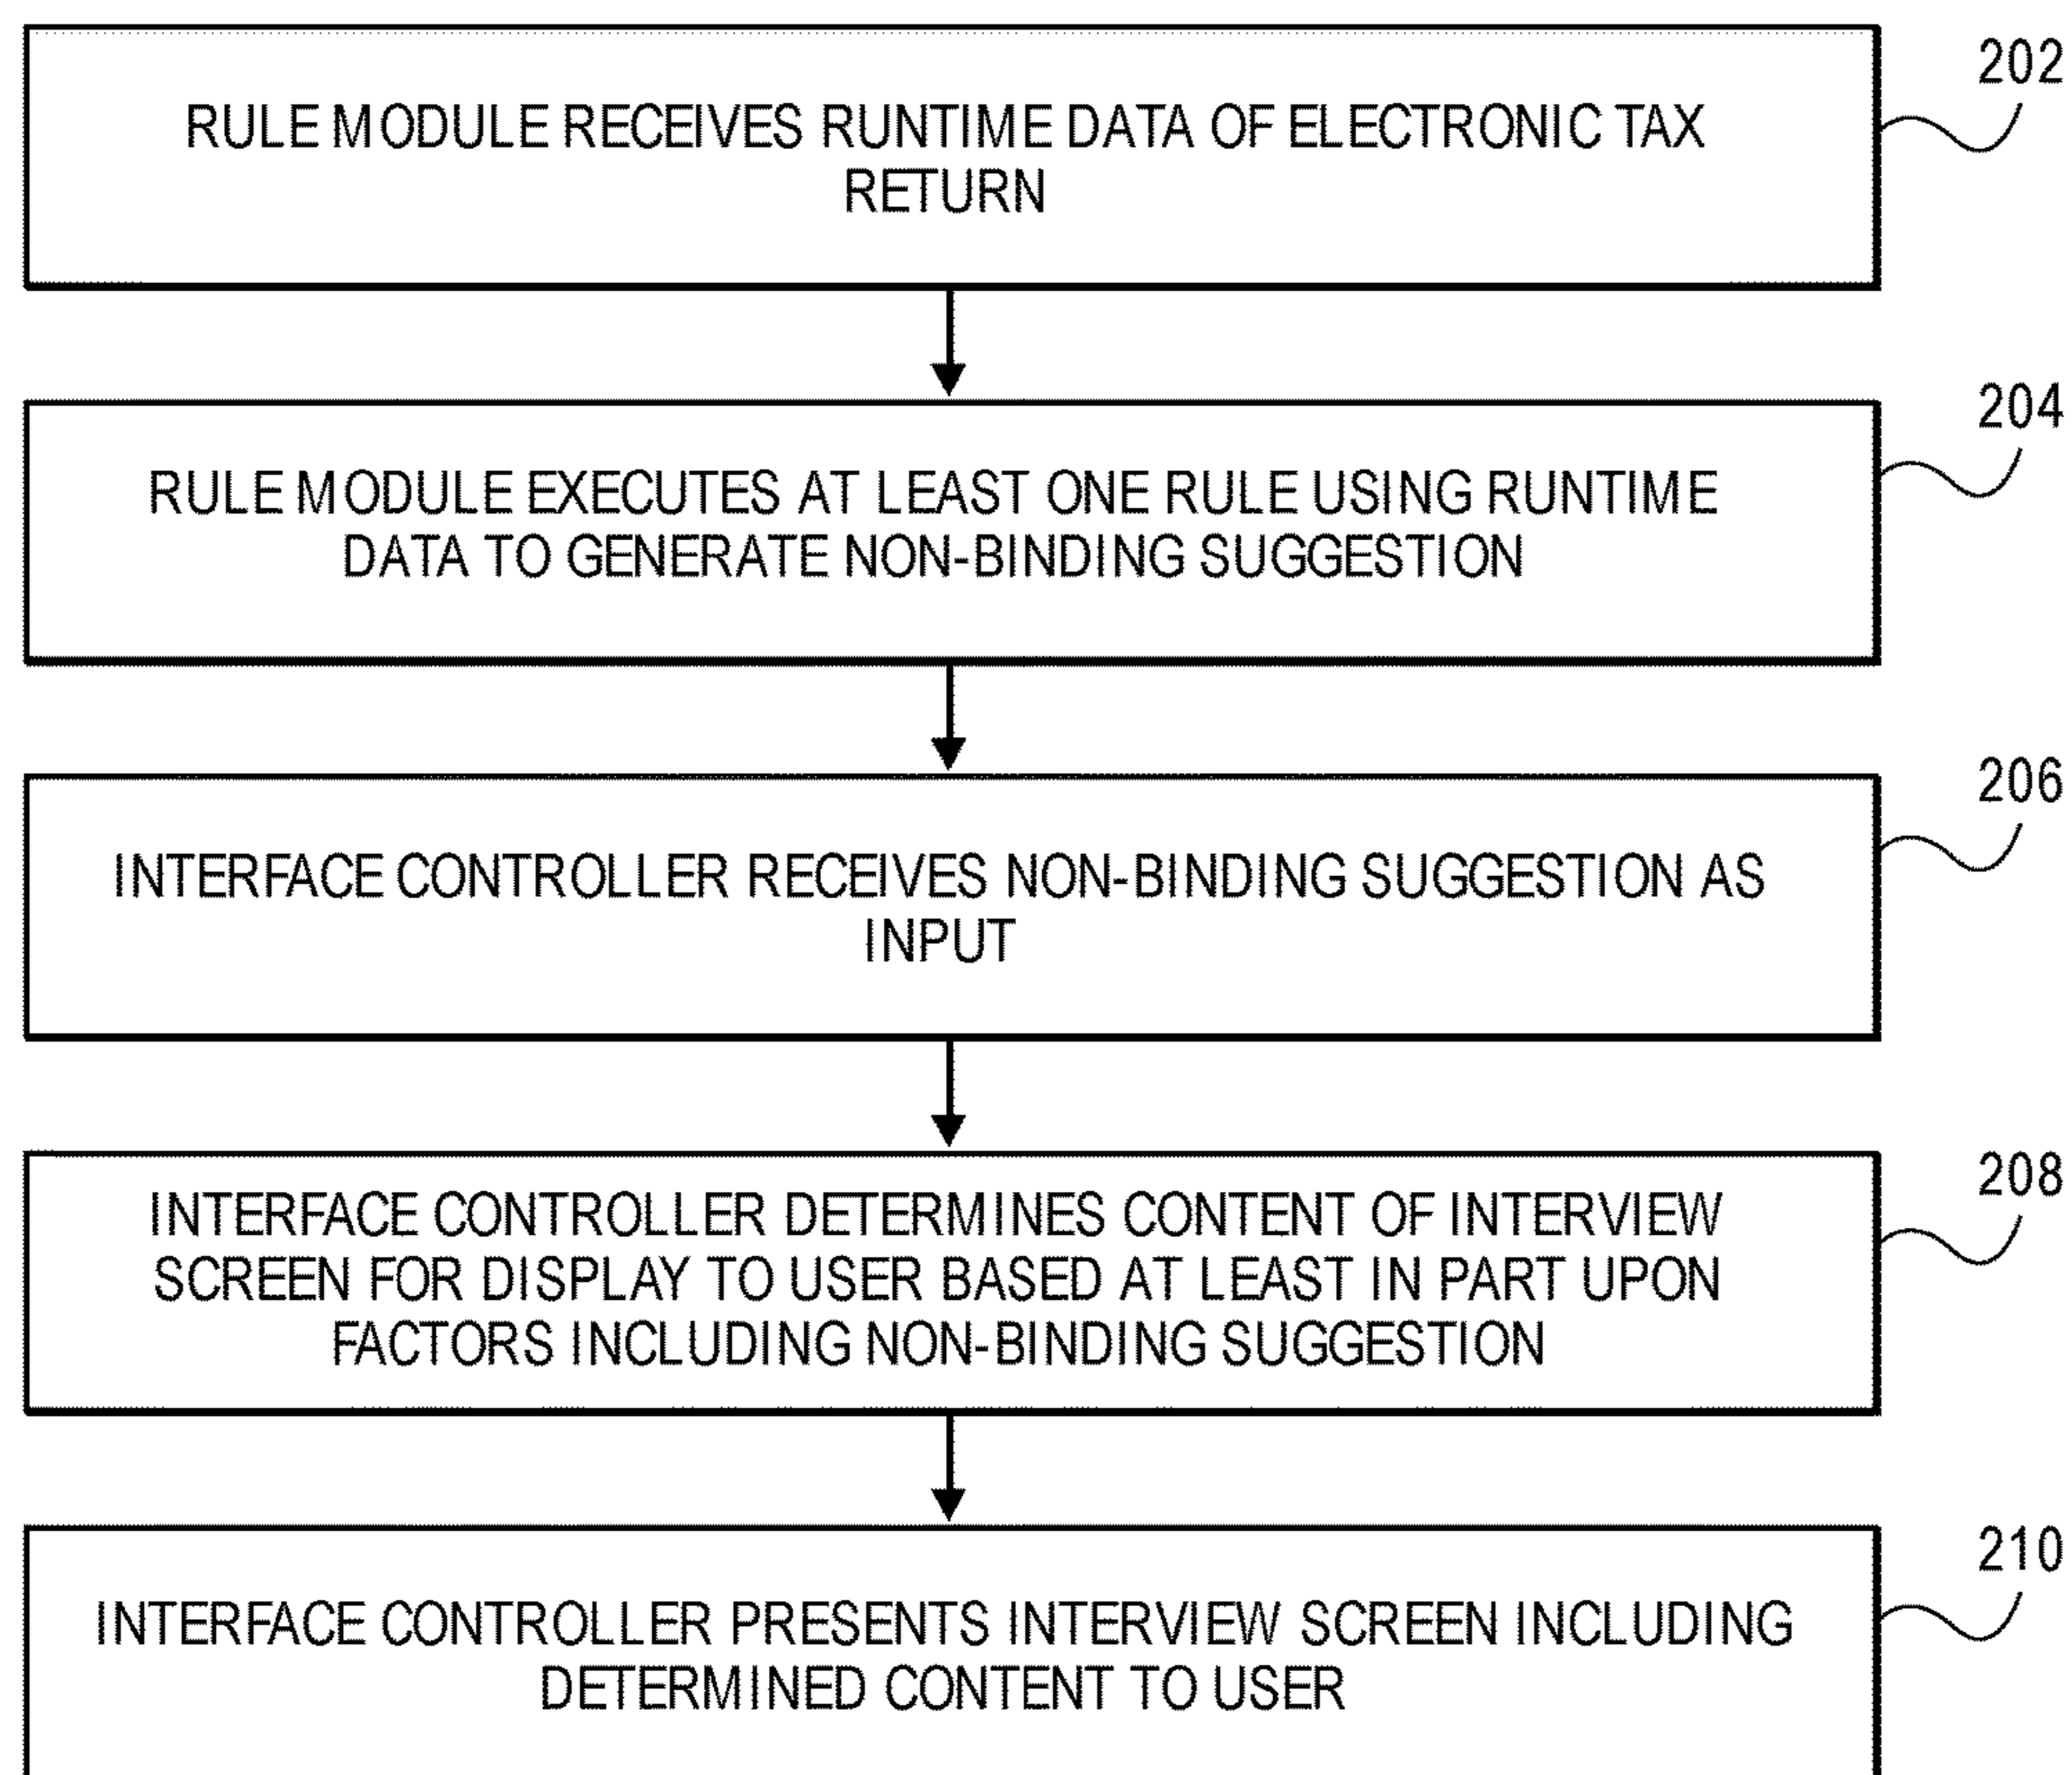 202
RULE MODULE RECEIVES RUNTIME DATA OF ELECTRONIC TAX
RETURN
204
RULE MODULE EXECUTES AT LEAST ONE RULE USING RUNTIME
DATA TO GENERATE NON-BINDING SUGGESTION
206
INTERFACE CONTROLLER RECEIVES NON-BINDING SUGGESTION AS
INPUT
208
INTERFACE CONTROLLER DETERMINES CONTENT OF INTERVIEW
SCREEN FOR DISPLAY TO USER BASED AT LEAST IN PART UPON
FACTORS INCLUDING NON-BINDING SUGGESTION
210
INTERFACE CONTROLLER PRESENTS INTERVIEW SCREEN INCLUDING
DETERMINED CONTENT TO USER